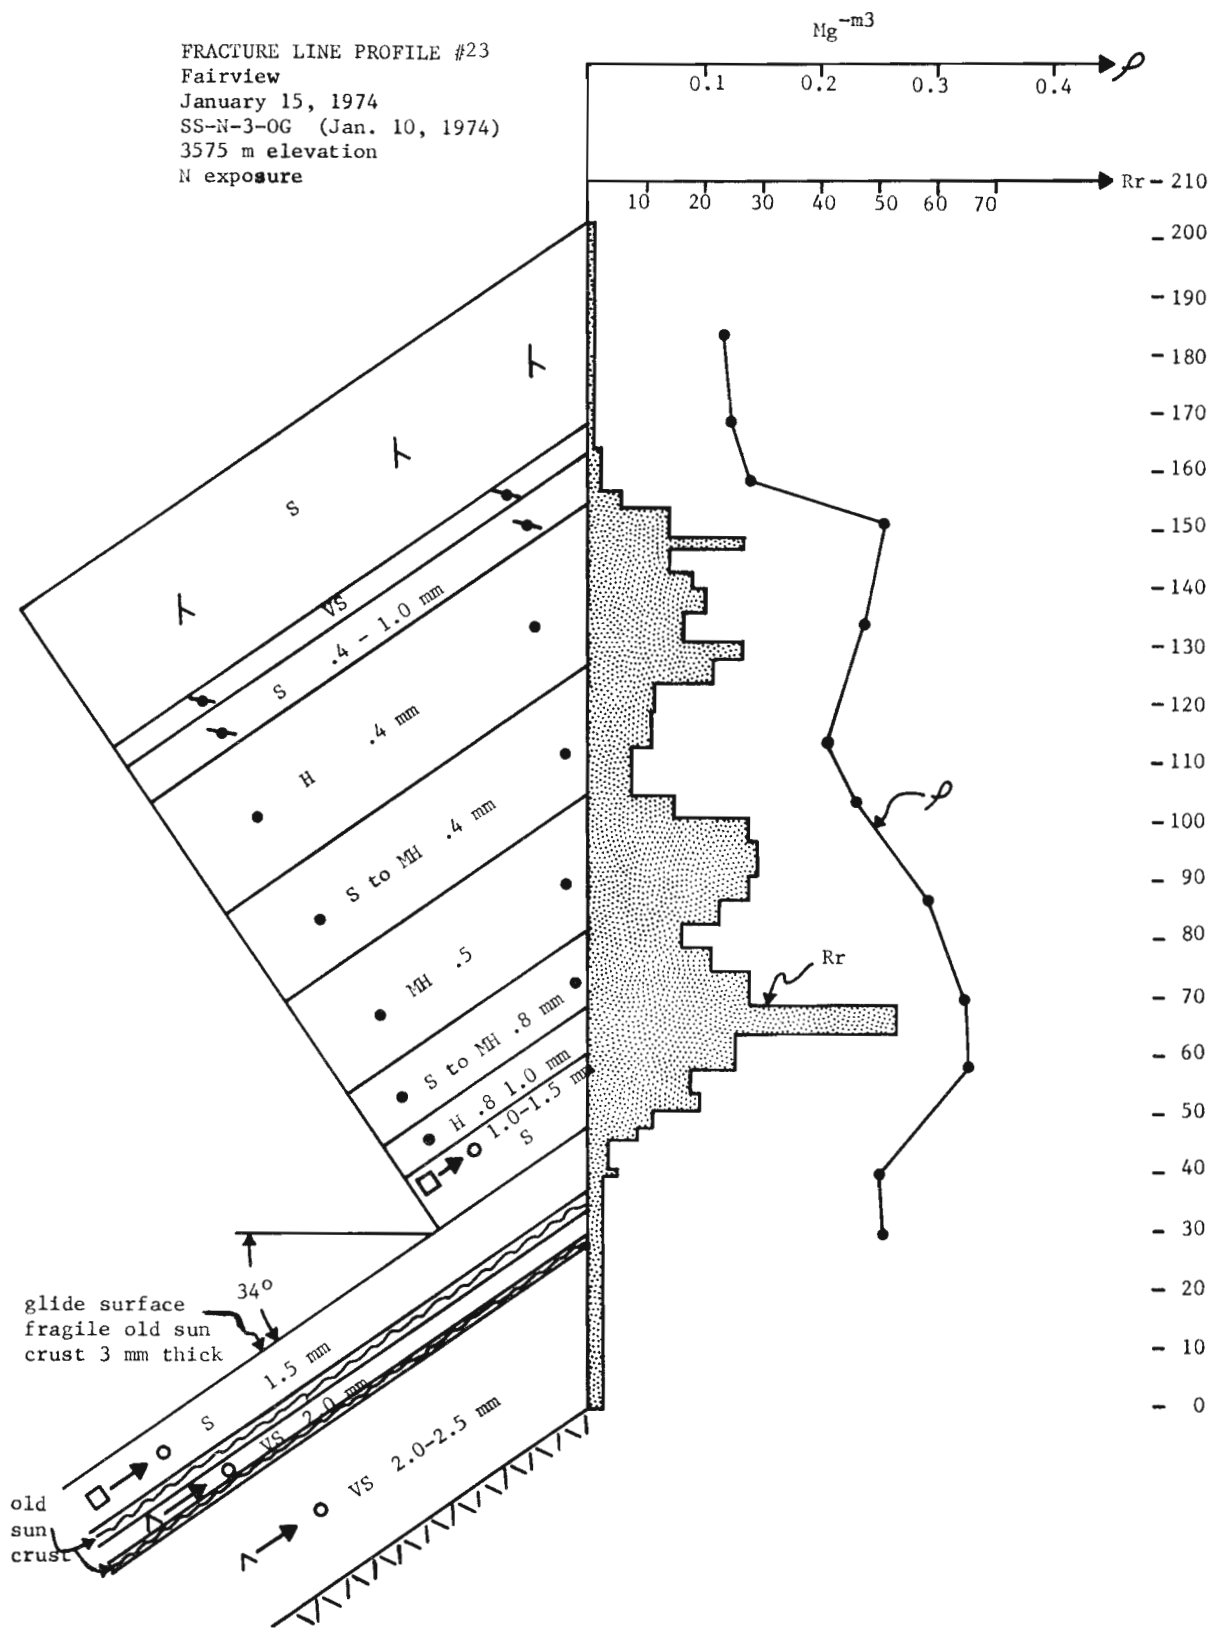 FRACTURE LINE PROFILE #23
Fairview
January 15, 1974
SS-N-3-OG (Jan. 10, 1974)
3575 m elevation
N exposure
Mg-m3
ρ
0.1 0.2 0.3 0.4
Rr 210
10 20 30 40 50 60 70
200
190
180
170
160
150
140
130
120
110
100
90
80
70
60
50
40
30
20
10
0
S
VS
S .4 - 1.0 mm
H .4 mm
S to MH .4 mm
MH .5
S to MH .8 mm
H .8 1.0 mm
1.0-1.5 mm
S
ρ
Rr
34o
glide surface
fragile old sun
crust 3 mm thick
S 1.5 mm
VS 2.0 mm
VS 2.0-2.5 mm
old
sun
crust